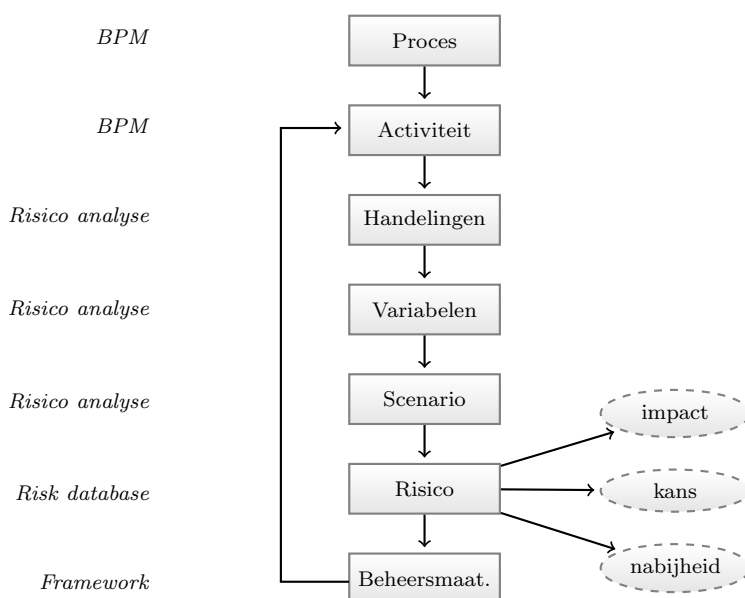 BPM
Proces
BPM
Activiteit
Risico analyse
Handelingen
Risico analyse
Variabelen
Risico analyse
Scenario
impact
Risk database
Risico
kans
Framework
Beheersmaat.
nabijheid